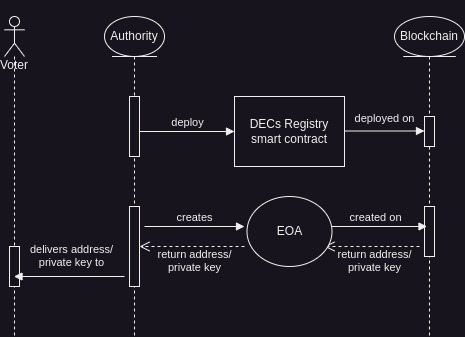 Voter
Authority
Blockchain
deploy
DECs Registry
smart contract
deployed on
creates
EOA
created on
return address/
private key
return address/
private key
delivers address/
private key to